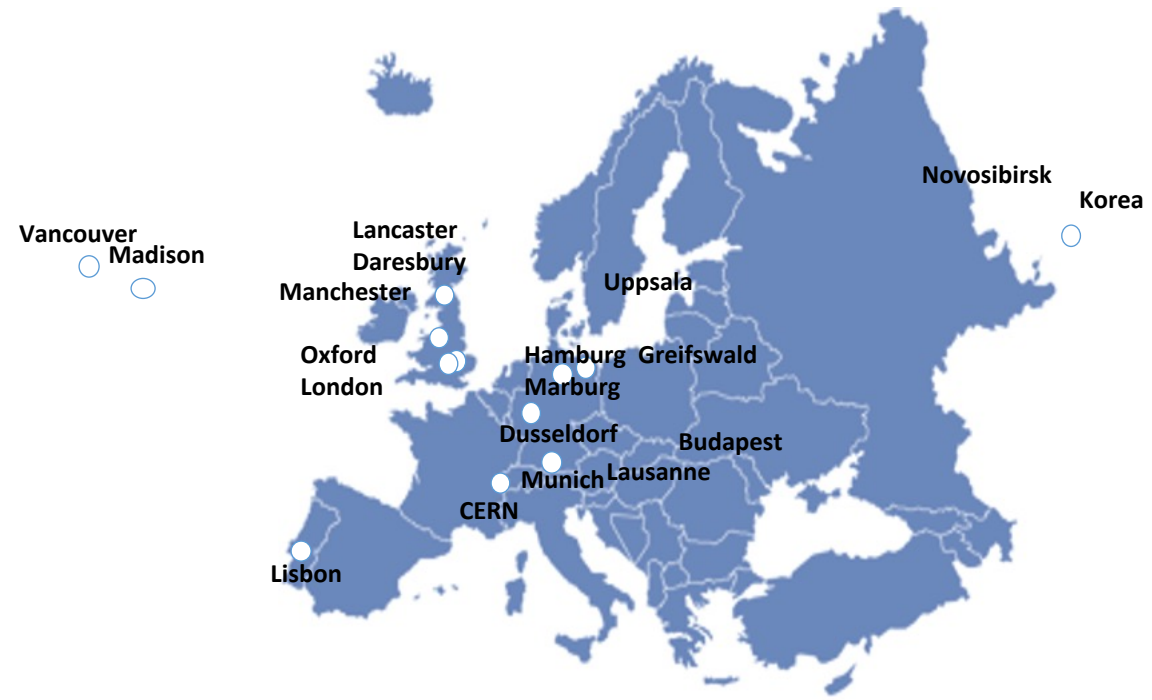 Novosibirsk
Korea
Vancouver
Madison
Lancaster
Daresbury
Manchester
Uppsala
Oxford
London
Hamburg Greifswald
Marburg
Dusseldorf
Budapest
Munich Lausanne
CERN
Lisbon